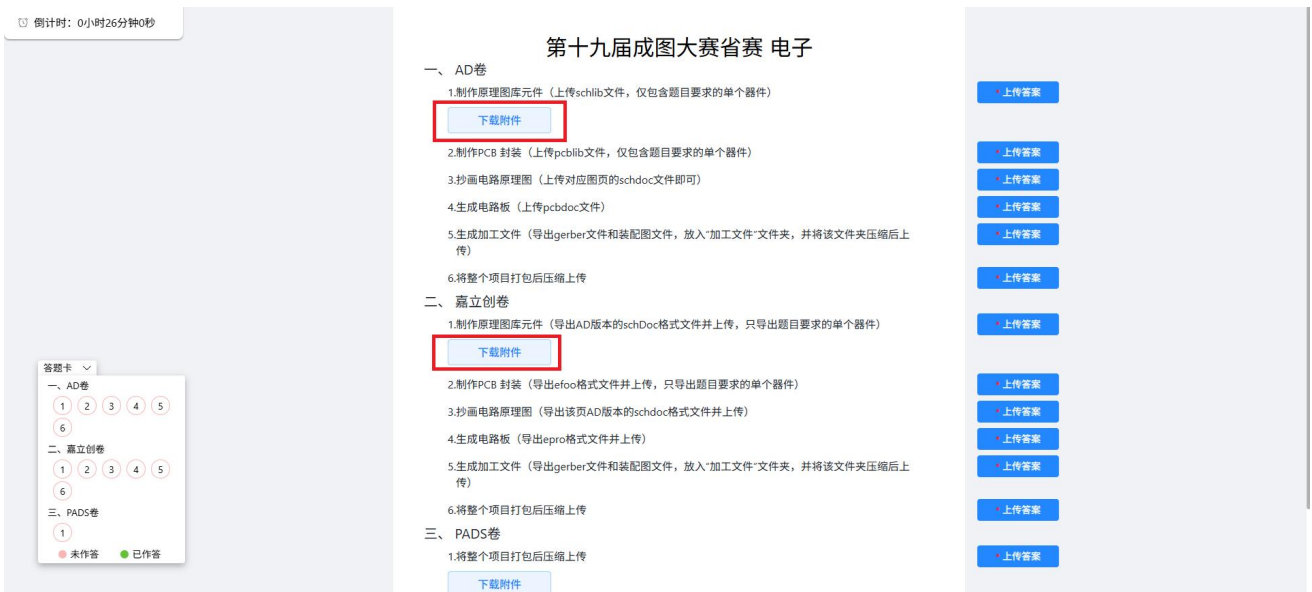 倒计时：0小时26分钟0秒
第十九届成图大赛省赛 电子
一、 AD卷
1.制作原理图库元件（上传schlib文件，仅包含题目要求的单个器件）
* 上传答案
下载附件
2.制作PCB 封装（上传pcblib文件，仅包含题目要求的单个器件）
* 上传答案
3.抄画电路原理图（上传对应图页的schdoc文件即可）
* 上传答案
4.生成电路板（上传pcbdoc文件）
* 上传答案
5.生成加工文件（导出gerber文件和装配图文件，放入"加工文件"文件夹，并将该文件夹压缩后上
传）
* 上传答案
6.将整个项目打包后压缩上传
* 上传答案
二、 嘉立创卷
1.制作原理图库元件（导出AD版本的schDoc格式文件并上传，只导出题目要求的单个器件）
* 上传答案
下载附件
2.制作PCB 封装（导出efoo格式文件并上传，只导出题目要求的单个器件）
* 上传答案
3.抄画电路原理图（导出该页AD版本的schdoc格式文件并上传）
* 上传答案
4.生成电路板（导出epro格式文件并上传）
* 上传答案
5.生成加工文件（导出gerber文件和装配图文件，放入"加工文件"文件夹，并将该文件夹压缩后上
传）
* 上传答案
6.将整个项目打包后压缩上传
* 上传答案
三、 PADS卷
1.将整个项目打包后压缩上传
* 上传答案
下载附件
答题卡
一、AD卷
1 2 3 4 5
6
二、嘉立创卷
1 2 3 4 5
6
三、PADS卷
1
未作答 已作答